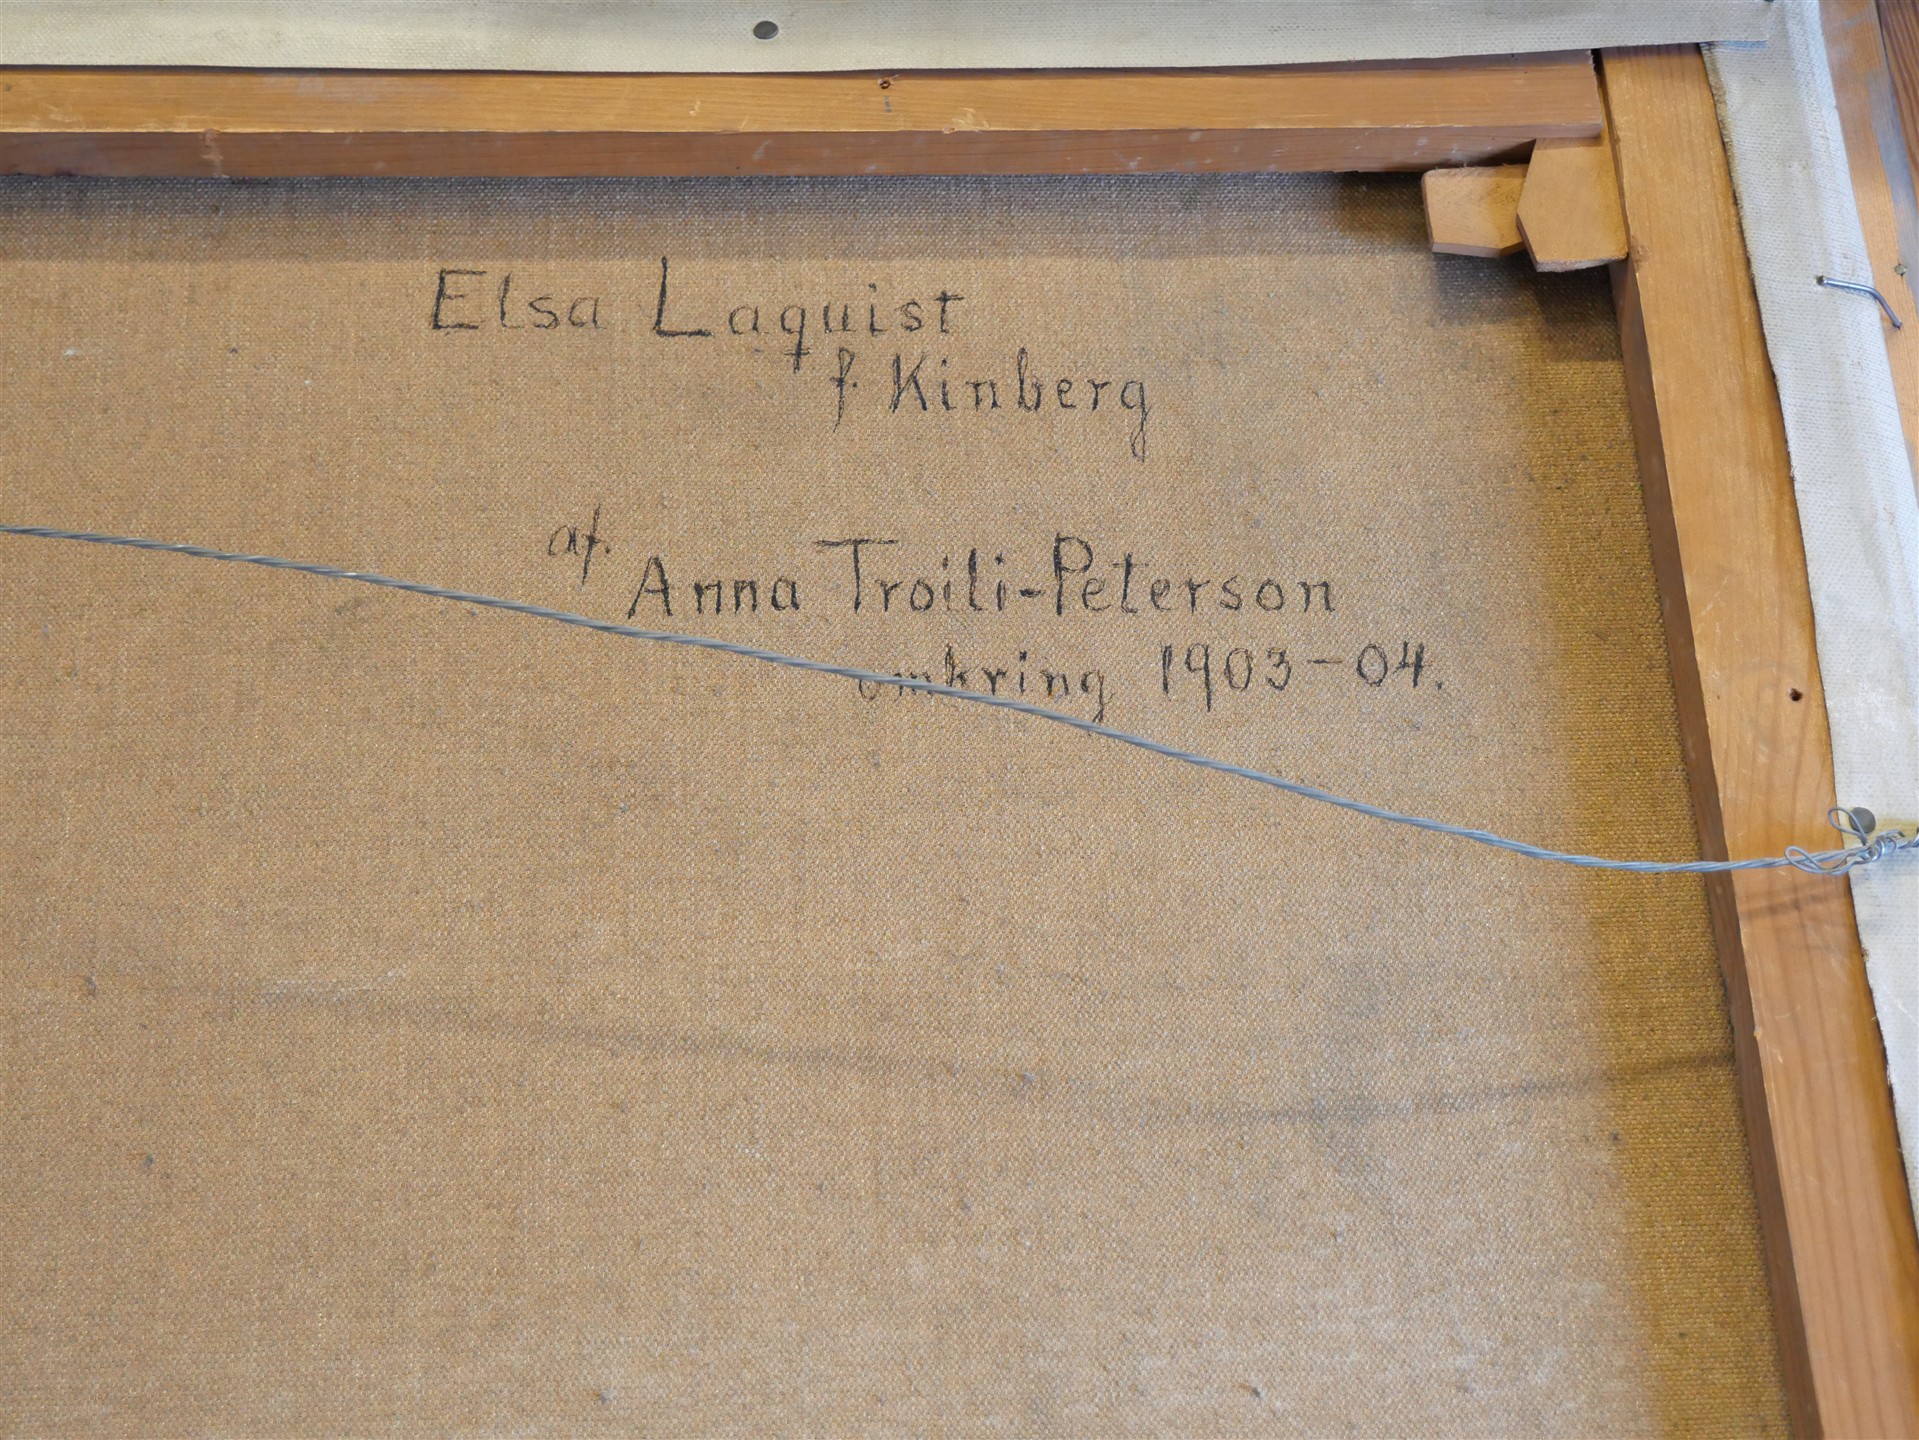 Elsa Laquist
f. Kinberg
af.
Anna Troili-Peterson
omkring 1903-04.